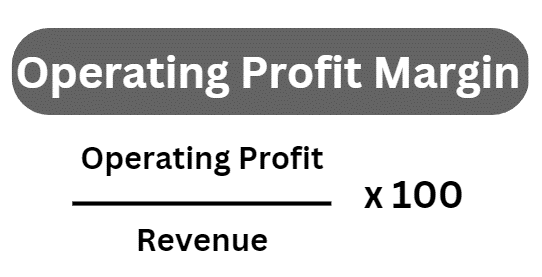 Operating Profit Margin
Operating Profit
x 100
Revenue